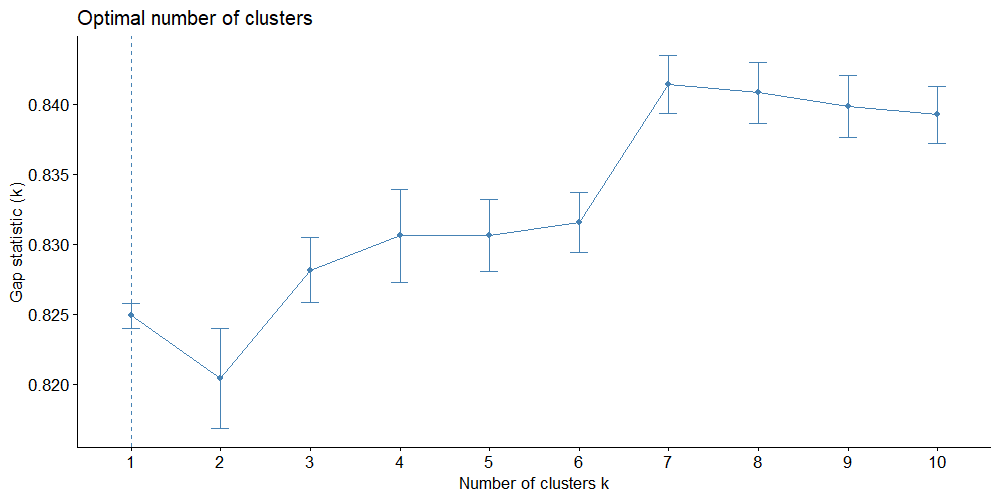 Optimal number of clusters
Gap statistic (k)
0.840
0.835
0.830
0.825
0.820
1 2 3 4 5 6 7 8 9 10
Number of clusters k